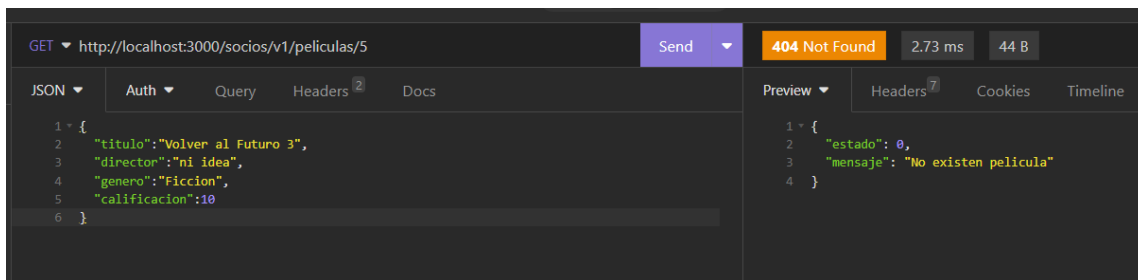 GET http://localhost:3000/socios/v1/peliculas/5 Send
404 Not Found 2.73 ms 44 B
JSON Auth Query Headers 2 Docs
Preview Headers 7 Cookies Timeline
1 {
2 "titulo":"Volver al Futuro 3",
3 "director":"ni idea",
4 "genero":"Ficcion",
5 "calificacion":10
6 }
1 {
2 "estado": 0,
3 "mensaje": "No existen pelicula"
4 }